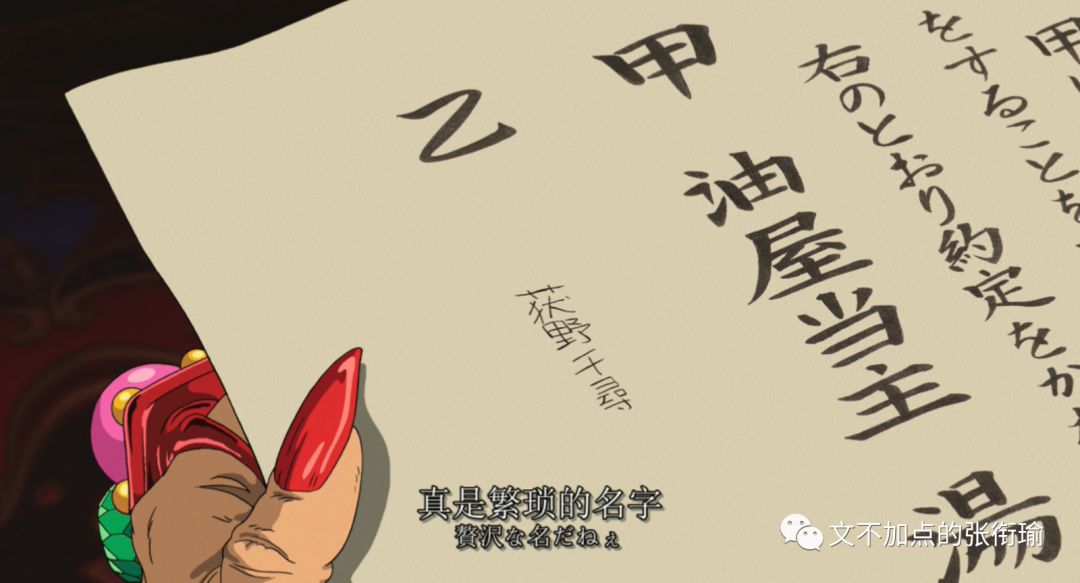 甲
をすることを
右のとおり約定をか
甲
油屋当主 湯
乙
获野千尋
真是繁琐的名字
贅沢な名だねぇ
文不加点的张衔瑜